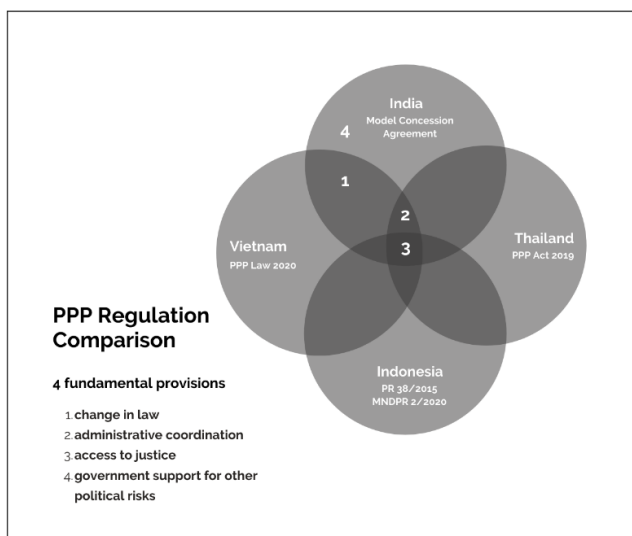 India
Model Concession
Agreement
4
1
2
3
Vietnam
PPP Law 2020
Thailand
PPP Act 2019
Indonesia
PR 38/2015
MNDPR 2/2020
PPP Regulation
Comparison
4 fundamental provisions
1. change in law
2. administrative coordination
3. access to justice
4. government support for other
political risks